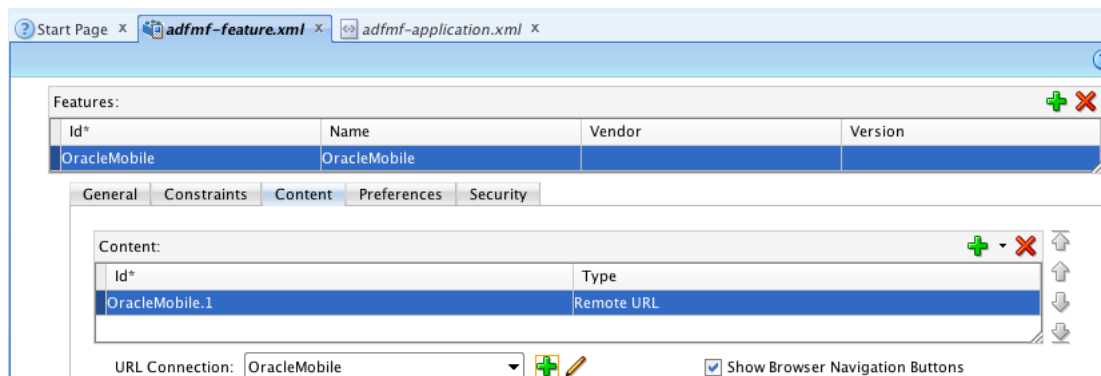 Start Page x adfmf-feature.xml x adfmf-application.xml x
Features:
Id* Name Vendor Version
OracleMobile OracleMobile
General Constraints Content Preferences Security
Content:
Id* Type
OracleMobile.1 Remote URL
URL Connection: OracleMobile Show Browser Navigation Buttons